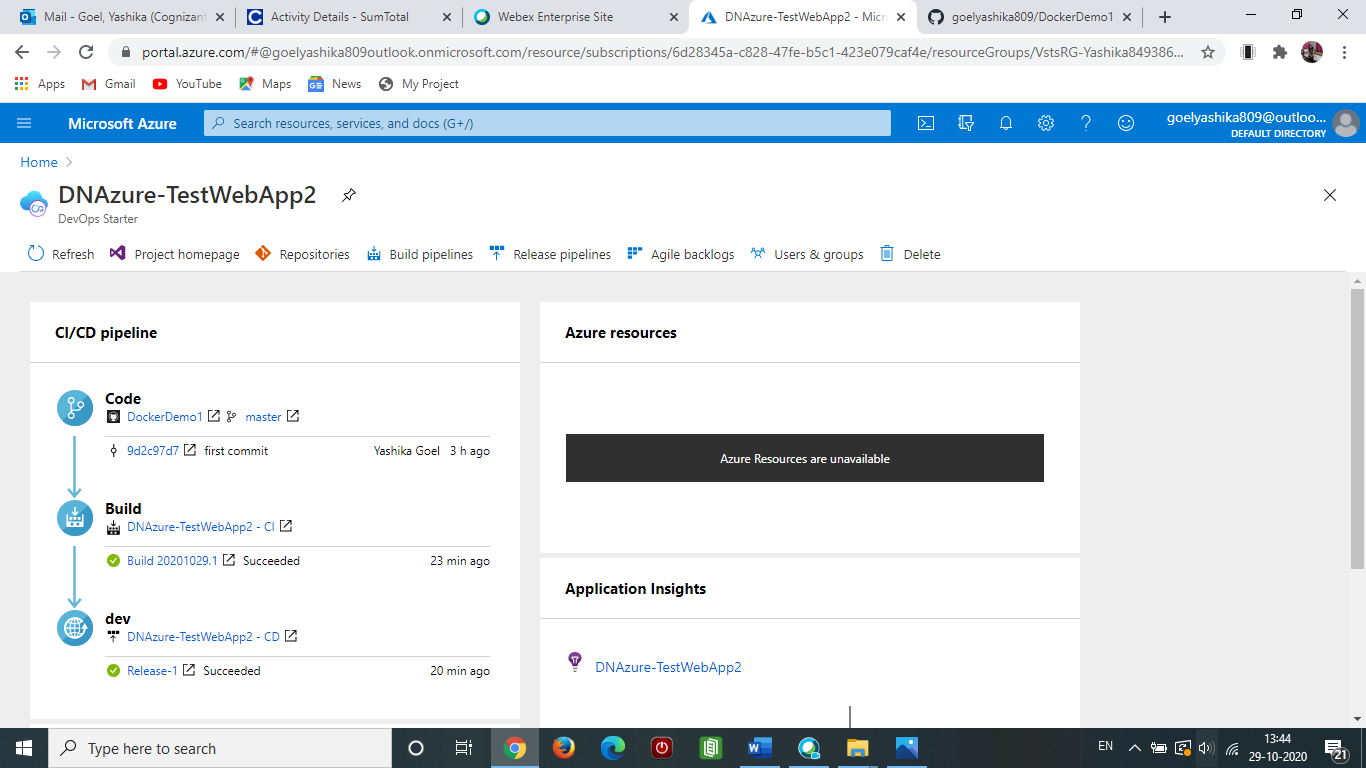 Mail - Goel, Yashika (Cognizant
Activity Details - SumTotal
Webex Enterprise Site
DNAzure-TestWebApp2 - Micr
goelyashika809/DockerDemo1
portal.azure.com/#@goelyashika809outlook.onmicrosoft.com/resource/subscriptions/6d28345a-c828-47fe-b5c1-423e079caf4e/resourceGroups/VstsRG-Yashika849386...
Apps Gmail YouTube Maps News My Project
Microsoft Azure
Search resources, services, and docs (G+/)
goelyashika809@outloo...
DEFAULT DIRECTORY
Home
DNAzure-TestWebApp2
DevOps Starter
Refresh Project homepage Repositories Build pipelines Release pipelines Agile backlogs Users & groups Delete
CI/CD pipeline
Code
DockerDemo1 master
9d2c97d7 first commit Yashika Goel 3 h ago
Build
DNAzure-TestWebApp2 - CI
Build 20201029.1 Succeeded 23 min ago
dev
DNAzure-TestWebApp2 - CD
Release-1 Succeeded 20 min ago
Azure resources
Azure Resources are unavailable
Application Insights
DNAzure-TestWebApp2
Type here to search
EN
13:44
29-10-2020
21